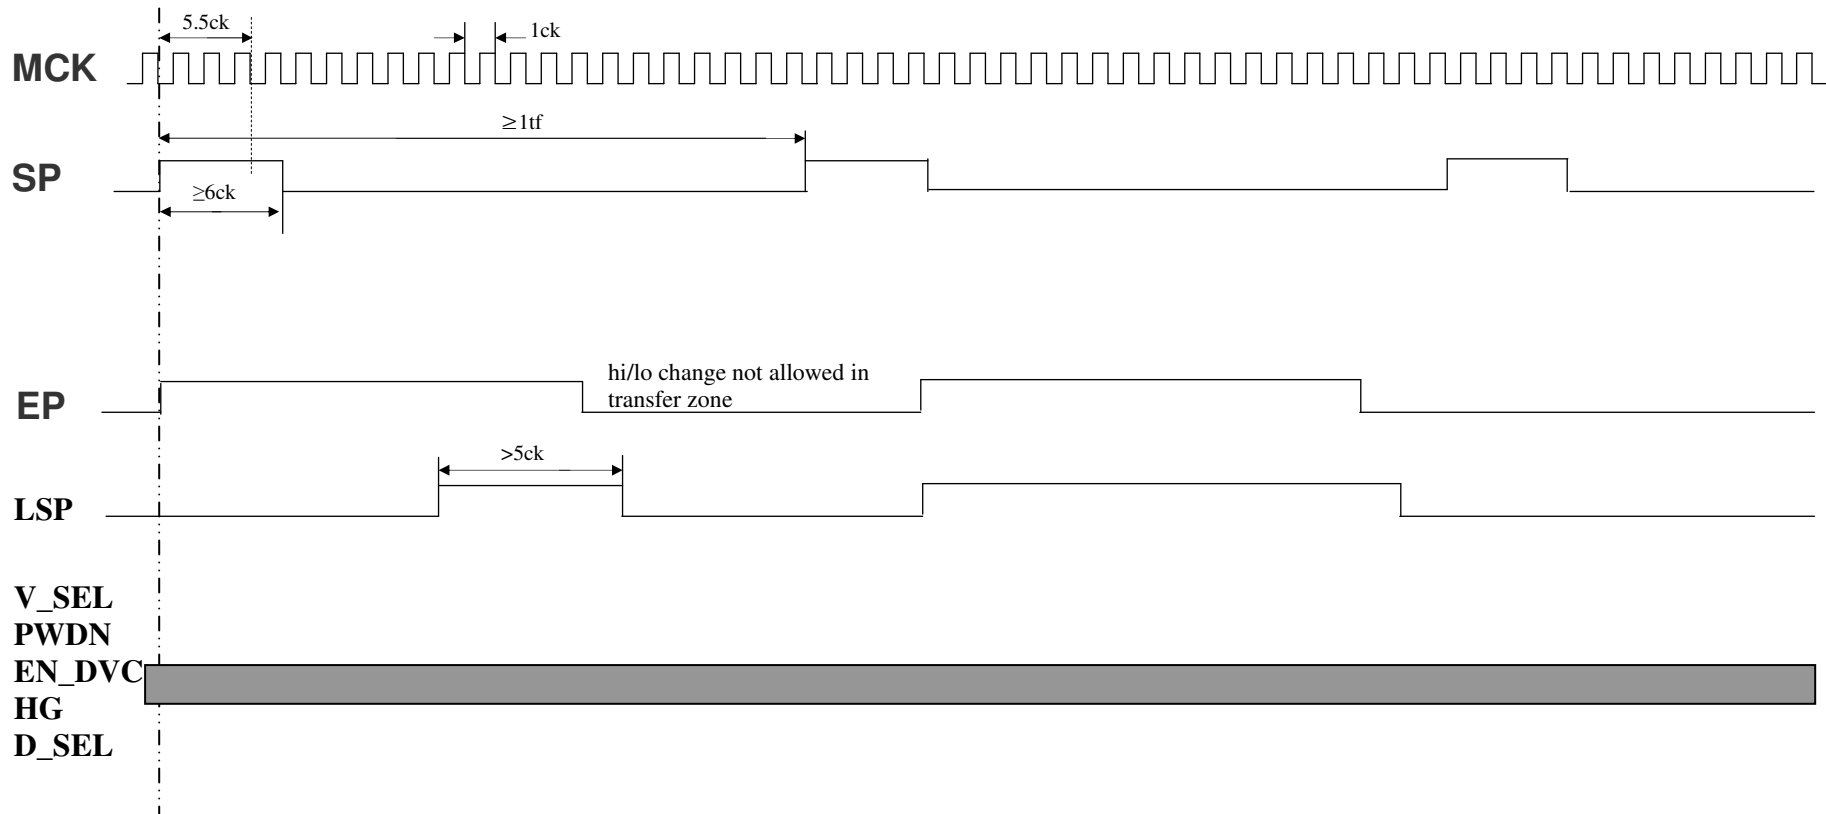 5.5ck
1ck
MCK
≥1tf
SP
≥6ck
hi/lo change not allowed in
transfer zone
EP
>5ck
LSP
V_SEL
PWDN
EN_DVC
HG
D_SEL